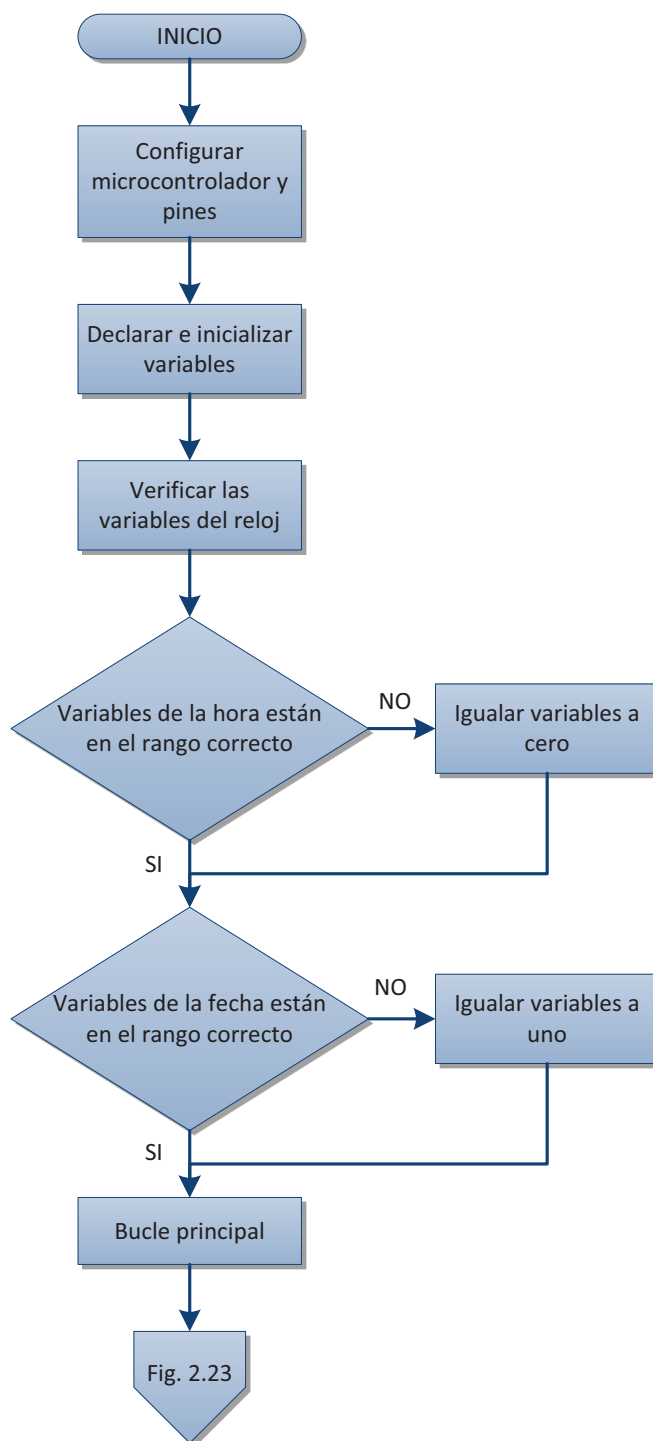 INICIO
Configurar
microcontrolador y
pines
Declarar e inicializar
variables
Verificar las
variables del reloj
Variables de la hora están
en el rango correcto
NO
Igualar variables a
cero
SI
Variables de la fecha están
en el rango correcto
NO
Igualar variables a
uno
SI
Bucle principal
Fig. 2.23